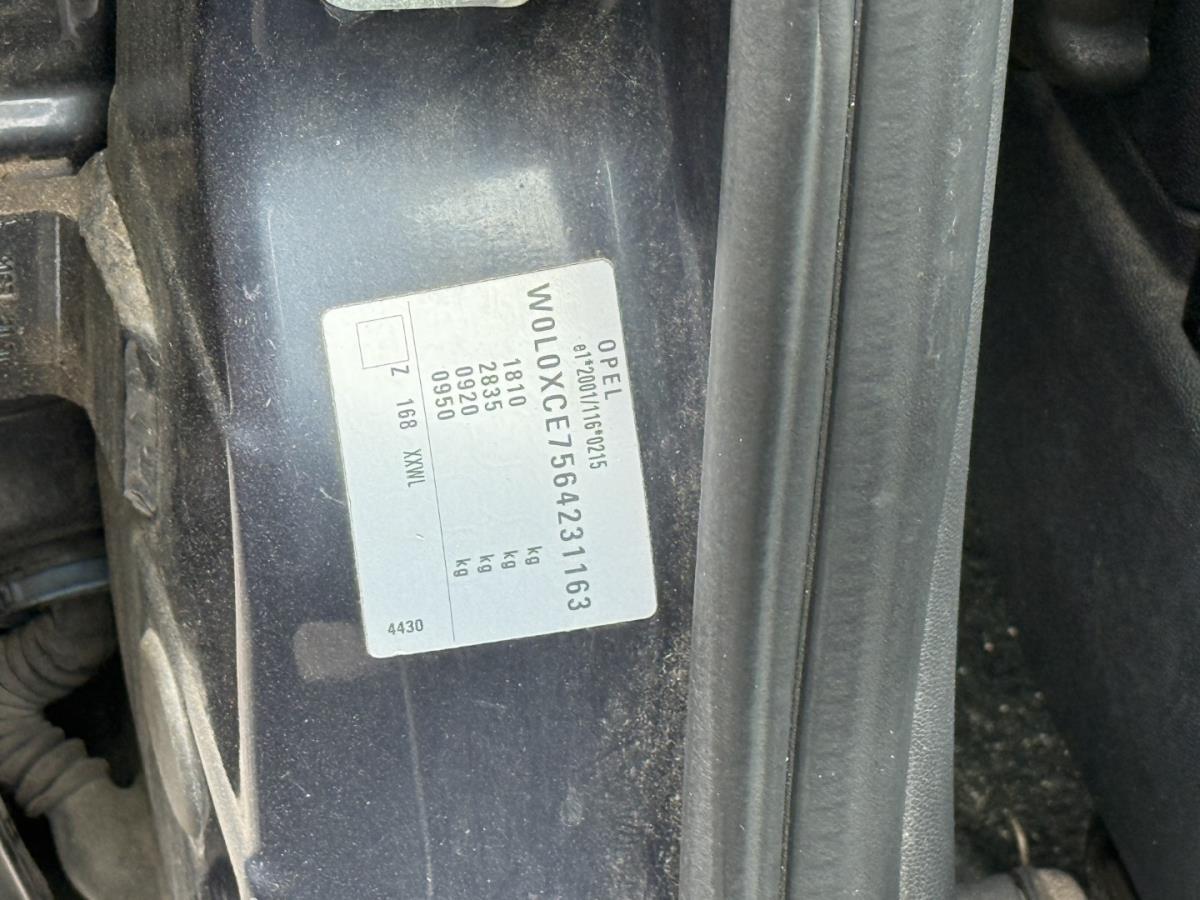 OPEL
e1*2001/116*0215
W0L0XCE7564231163
1810 kg
2835 kg
0920 kg
0950 kg
Z 168 XXWL 4430